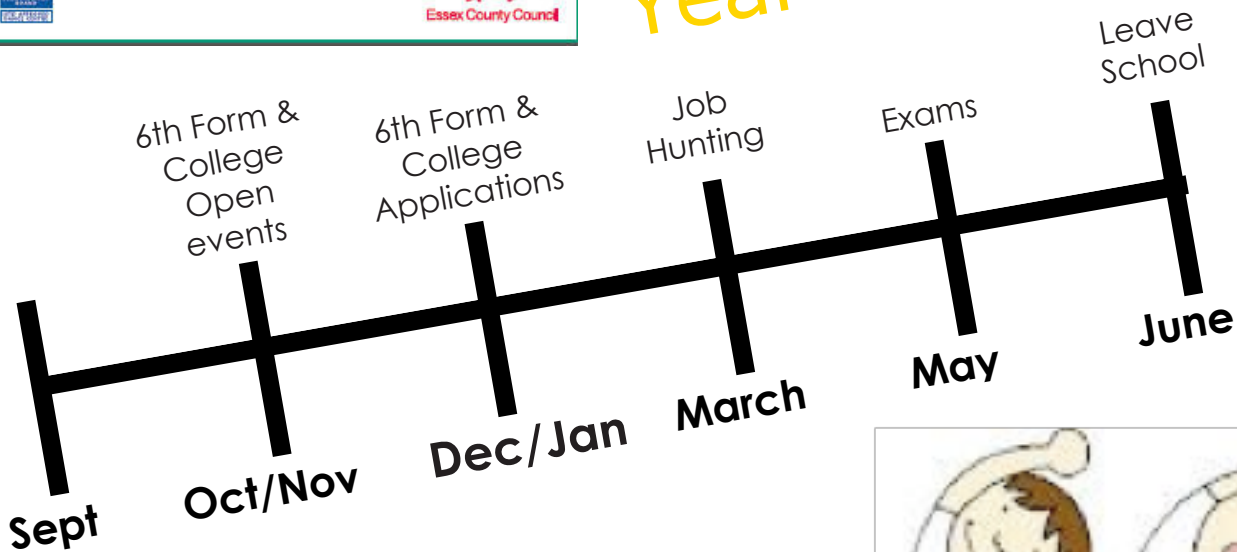 Essex County Council
Year
6th Form &
College
Open
events
6th Form &
College
Applications
Job
Hunting
Exams
Leave
School
Sept
Oct/Nov
Dec/Jan
March
May
June